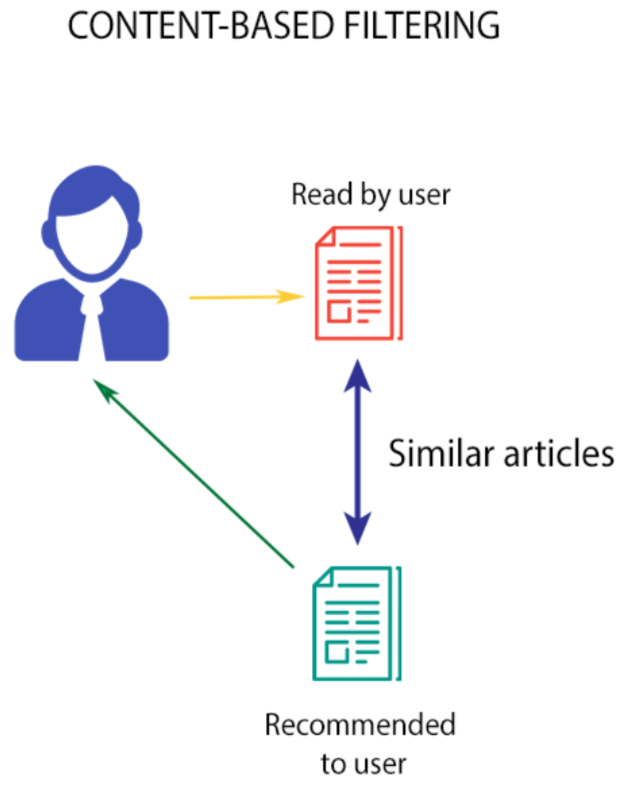 CONTENT-BASED FILTERING
Read by user
Similar articles
Recommended
to user